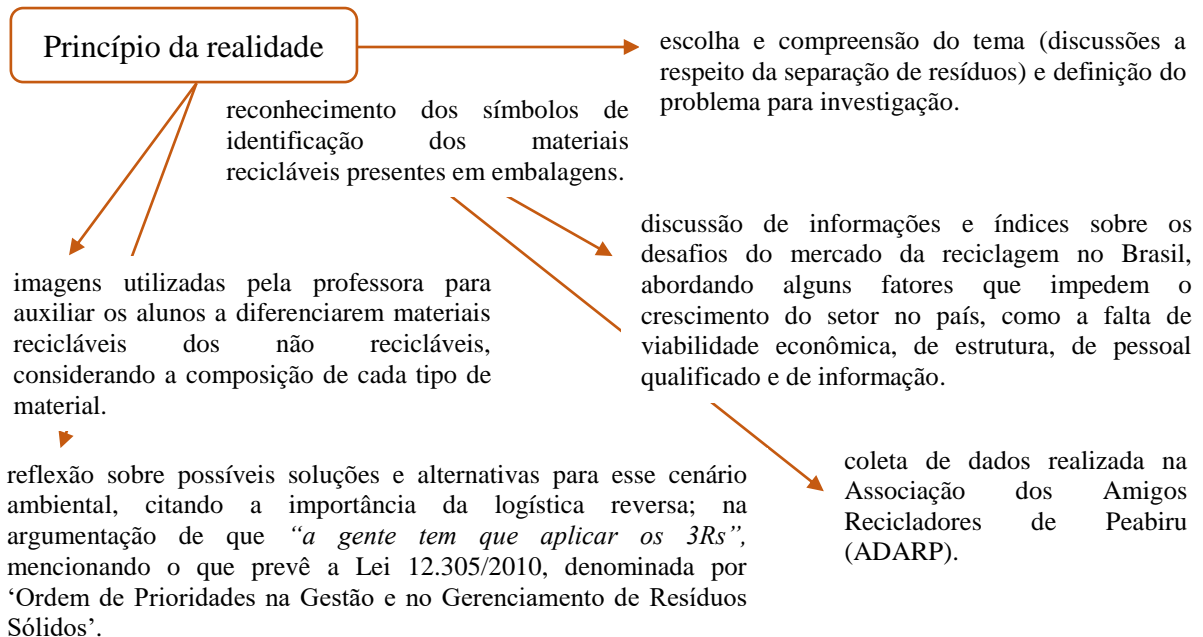 Princípio da realidade
escolha e compreensão do tema (discussões a
respeito da separação de resíduos) e definição do
problema para investigação.
reconhecimento dos símbolos de
identificação dos materiais
recicláveis presentes em embalagens.
discussão de informações e índices sobre os
desafios do mercado da reciclagem no Brasil,
abordando alguns fatores que impedem o
crescimento do setor no país, como a falta de
viabilidade econômica, de estrutura, de pessoal
qualificado e de informação.
imagens utilizadas pela professora para
auxiliar os alunos a diferenciarem materiais
recicláveis dos não recicláveis,
considerando a composição de cada tipo de
material.
coleta de dados realizada na
Associação dos Amigos
Recicladores de Peabiru
(ADARP).
reflexão sobre possíveis soluções e alternativas para esse cenário
ambiental, citando a importância da logística reversa; na
argumentação de que “a gente tem que aplicar os 3Rs”,
mencionando o que prevê a Lei 12.305/2010, denominada por
‘Ordem de Prioridades na Gestão e no Gerenciamento de Resíduos
Sólidos’.